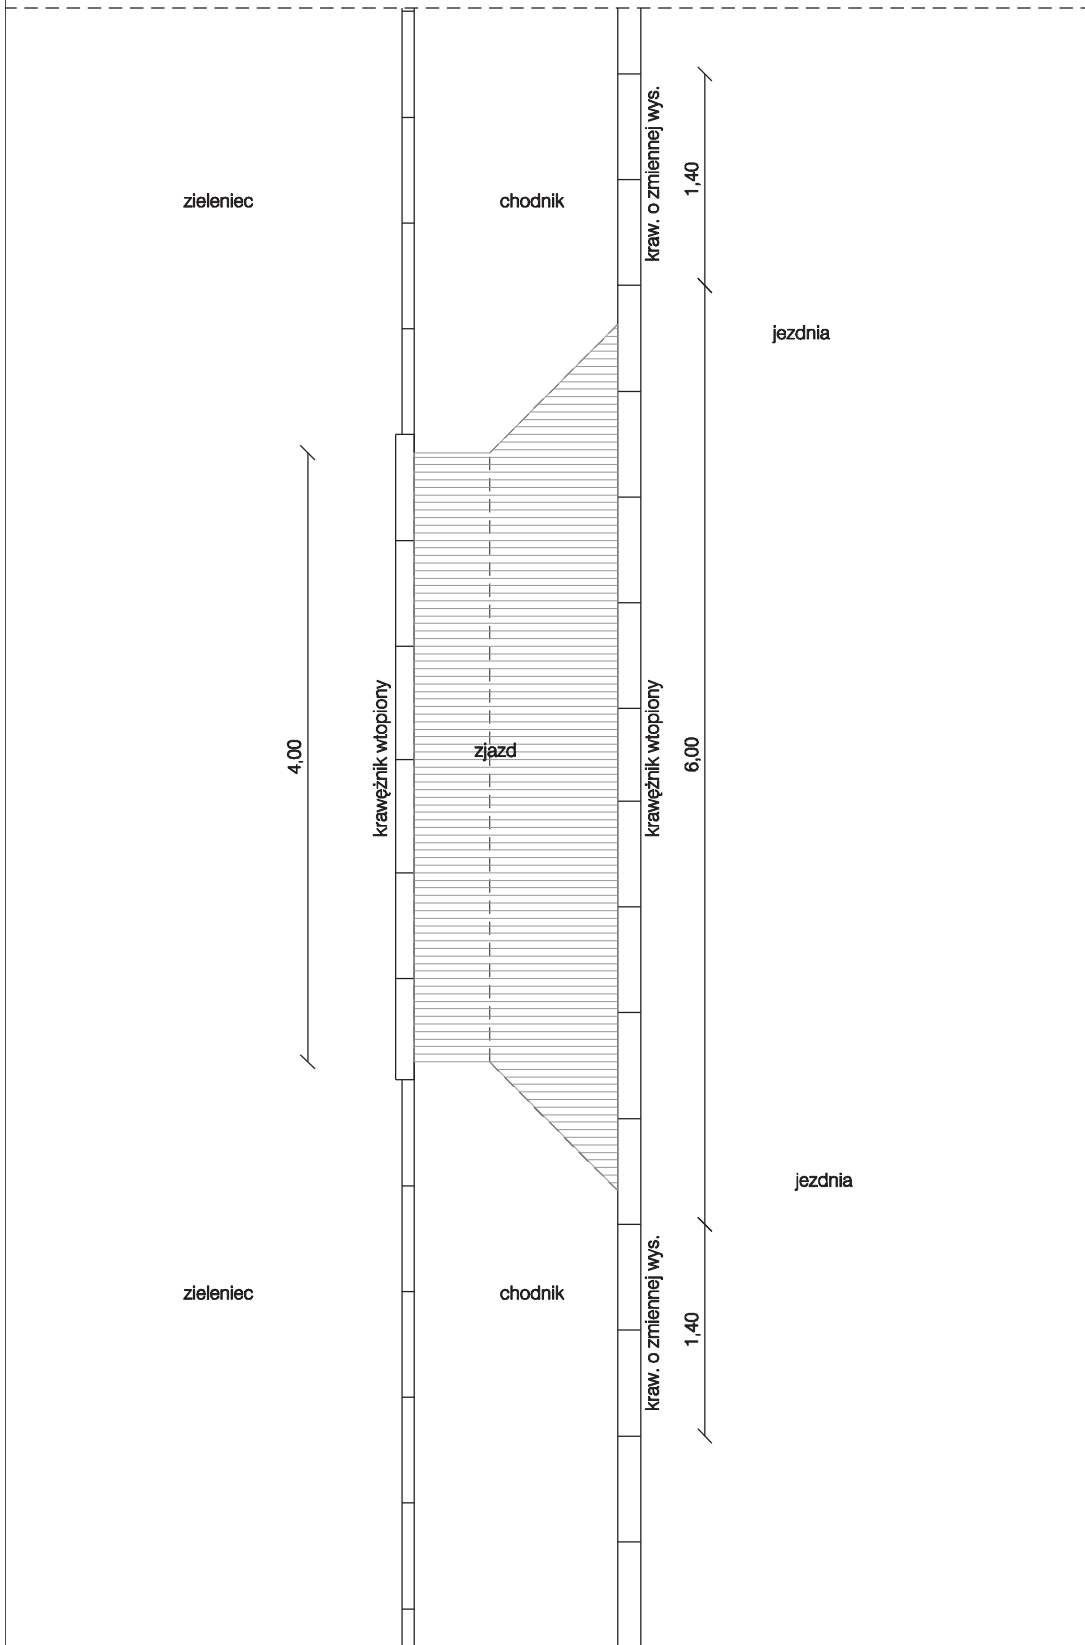 kraw. o zmiennej wys.
1,40
zieleniec
chodnik
jezdnia
4,00
krawężnik wtopiony
zjazd
krawężnik wtopiony
6,00
jezdnia
zieleniec
chodnik
kraw. o zmiennej wys.
1,40